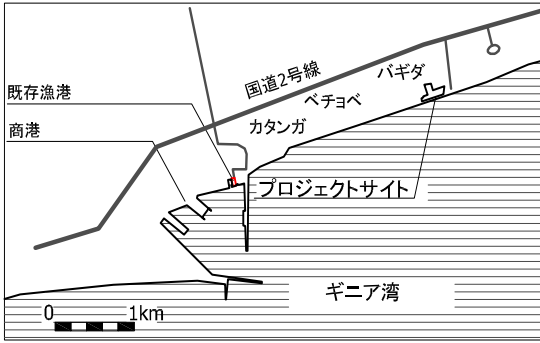 国道2号線
バギダ
ベチョベ
カタンガ
既存漁港
商港
プロジェクトサイト
ギニア湾
0 1km